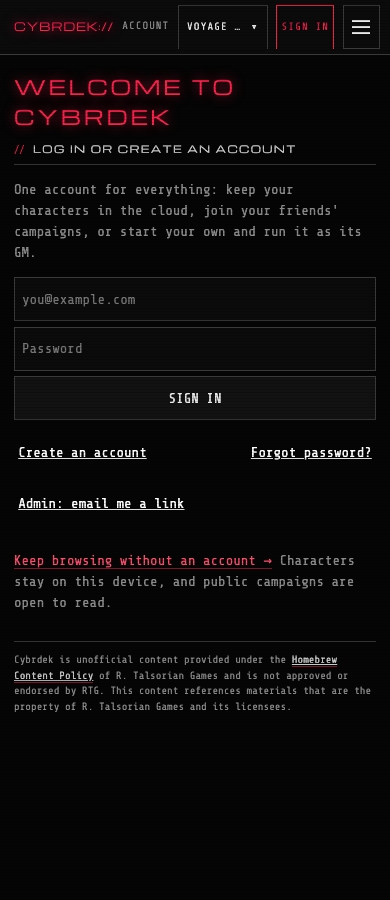 CYBRDEK:// ACCOUNT VOYAGE … ▾ SIGN IN
WELCOME TO
CYBRDEK
// LOG IN OR CREATE AN ACCOUNT
One account for everything: keep your
characters in the cloud, join your friends'
campaigns, or start your own and run it as its
GM.
you@example.com
Password
SIGN IN
Create an account Forgot password?
Admin: email me a link
Keep browsing without an account → Characters
stay on this device, and public campaigns are
open to read.
Cybrdek is unofficial content provided under the Homebrew
Content Policy of R. Talsorian Games and is not approved or
endorsed by RTG. This content references materials that are the
property of R. Talsorian Games and its licensees.